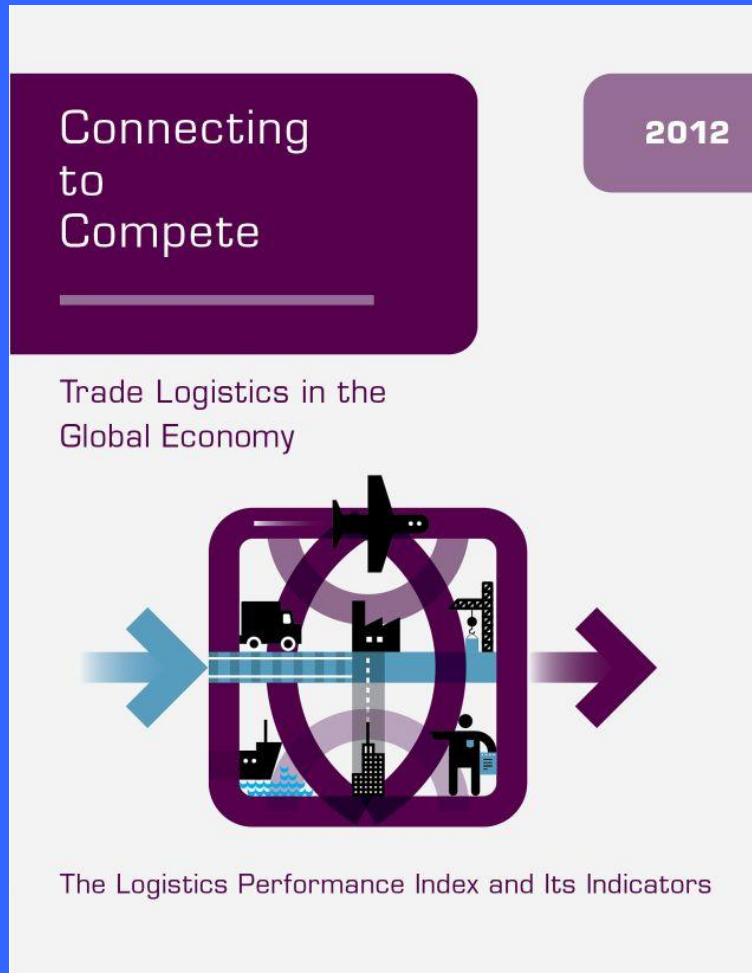 Connecting
to
Compete
2012
Trade Logistics in the
Global Economy
The Logistics Performance Index and Its Indicators